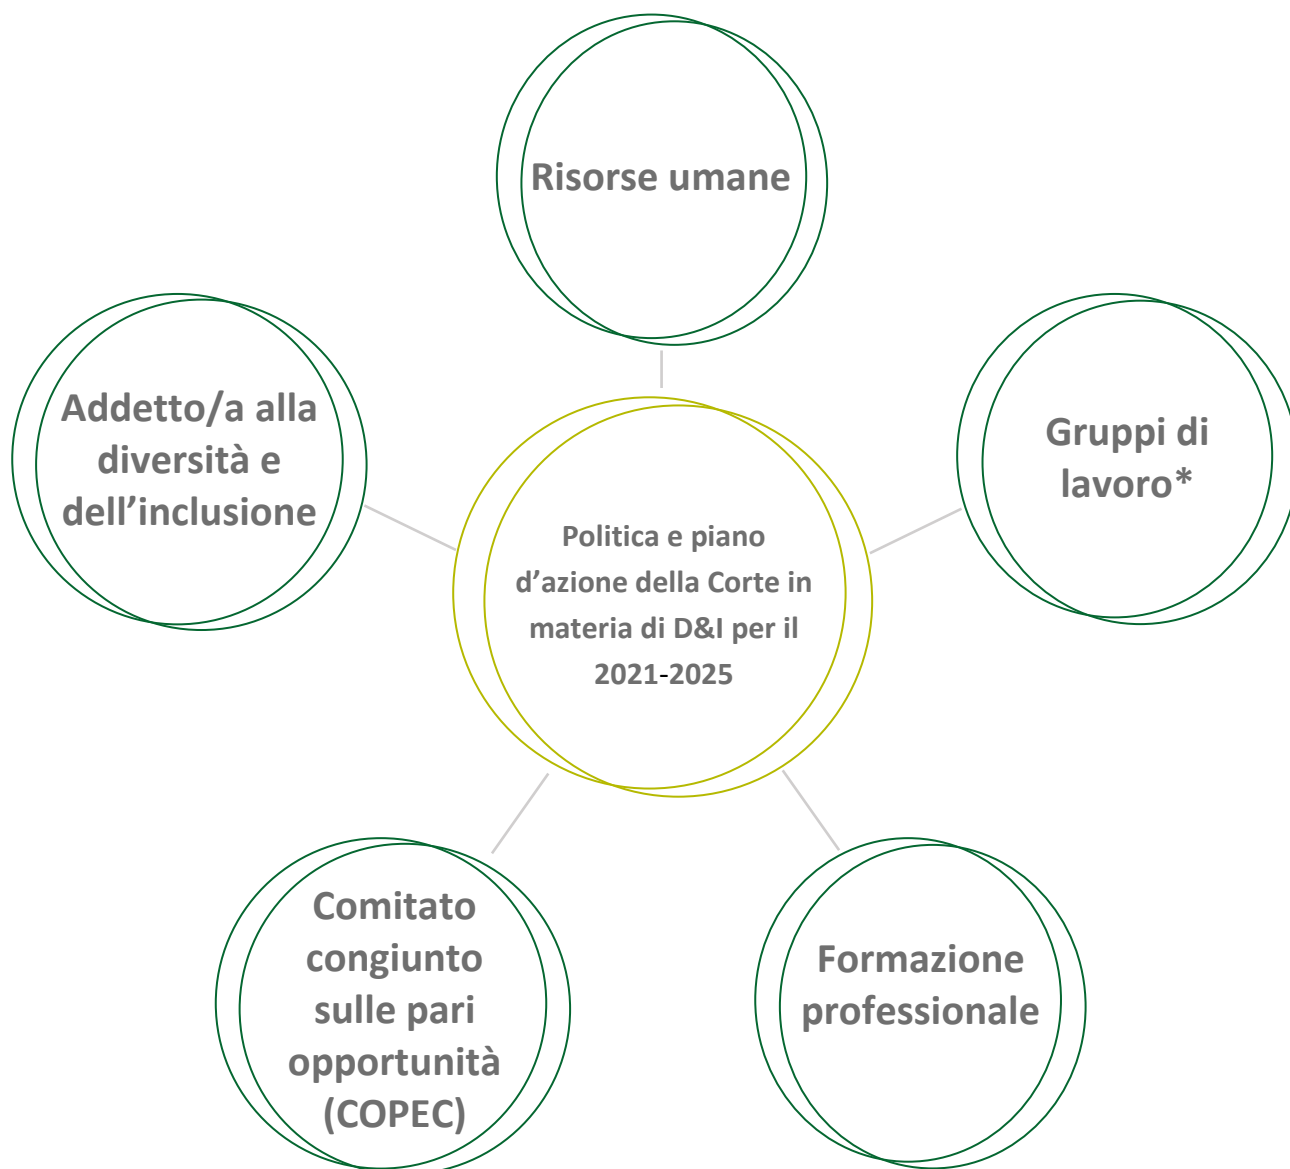 Risorse umane
Addetto/a alla
diversità e
dell’inclusione
Gruppi di
lavoro*
Politica e piano
d’azione della Corte in
materia di D&I per il
2021-2025
Comitato
congiunto
sulle pari
opportunità
(COPEC)
Formazione
professionale